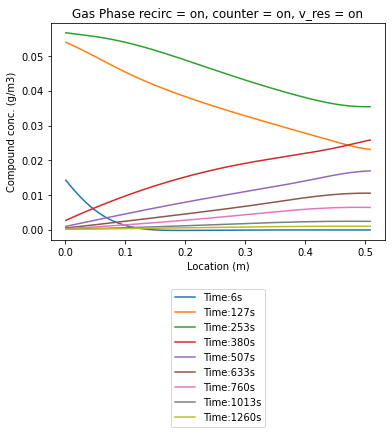 Gas Phase recirc = on, counter = on, v_res = on
Compound conc. (g/m3)
0.05
0.04
0.03
0.02
0.01
0.00
0.0 0.1 0.2 0.3 0.4 0.5
Location (m)
Time:6s
Time:127s
Time:253s
Time:380s
Time:507s
Time:633s
Time:760s
Time:1013s
Time:1260s